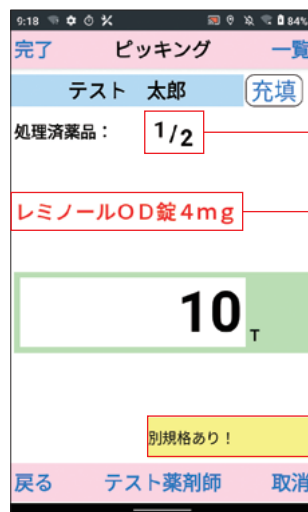 9:18 84%
完了 ピッキング 一覧
テスト 太郎 充填
処理済薬品： 1/2
レミノールOD錠4mg
10 T
別規格あり！
戻る テスト薬剤師 取消